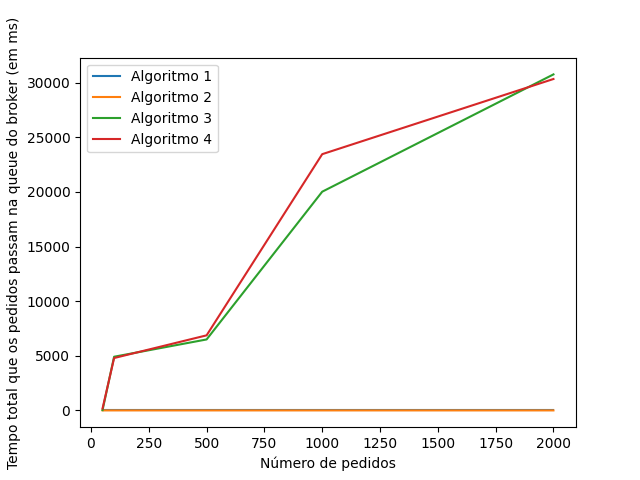 Tempo total que os pedidos passam na queue do broker (em ms)
30000
25000
20000
15000
10000
5000
0
Algoritmo 1
Algoritmo 2
Algoritmo 3
Algoritmo 4
0 250 500 750 1000 1250 1500 1750 2000
Número de pedidos